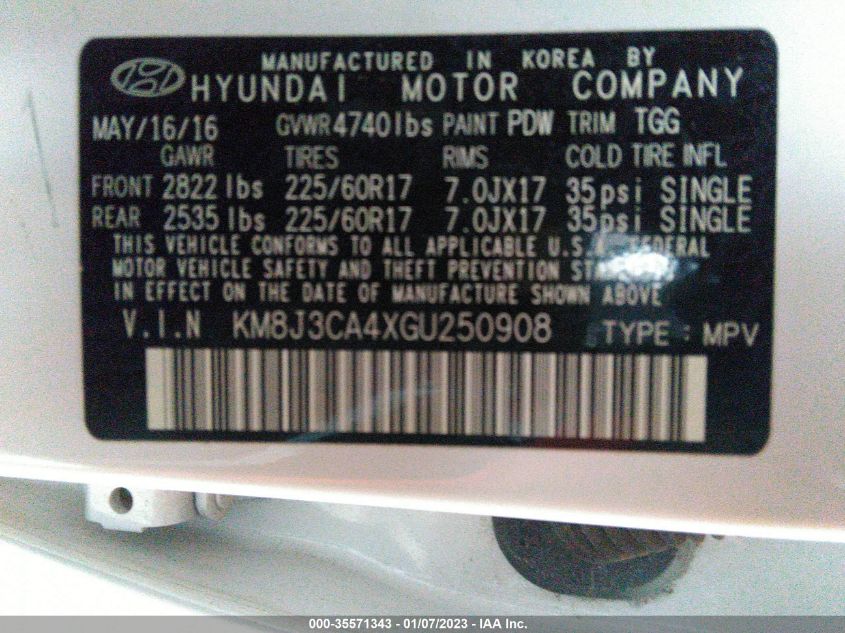 MANUFACTURED IN KOREA BY
HYUNDAI MOTOR COMPANY
MAY/16/16 GVWR 4740lbs PAINT PDW TRIM TGG
GAWR TIRES RIMS COLD TIRE INFL
FRONT 2822 lbs 225/60R17 7.0JX17 35psi SINGLE
REAR 2535 lbs 225/60R17 7.0JX17 35psi SINGLE
THIS VEHICLE CONFORMS TO ALL APPLICABLE U.S. FEDERAL
MOTOR VEHICLE SAFETY AND THEFT PREVENTION
IN EFFECT ON THE DATE OF MANUFACTURE SHOWN ABOVE
V.I.N KM8J3CA4XGU250908 TYPE : MPV
000-35571343 - 01/07/2023 - IAA Inc.